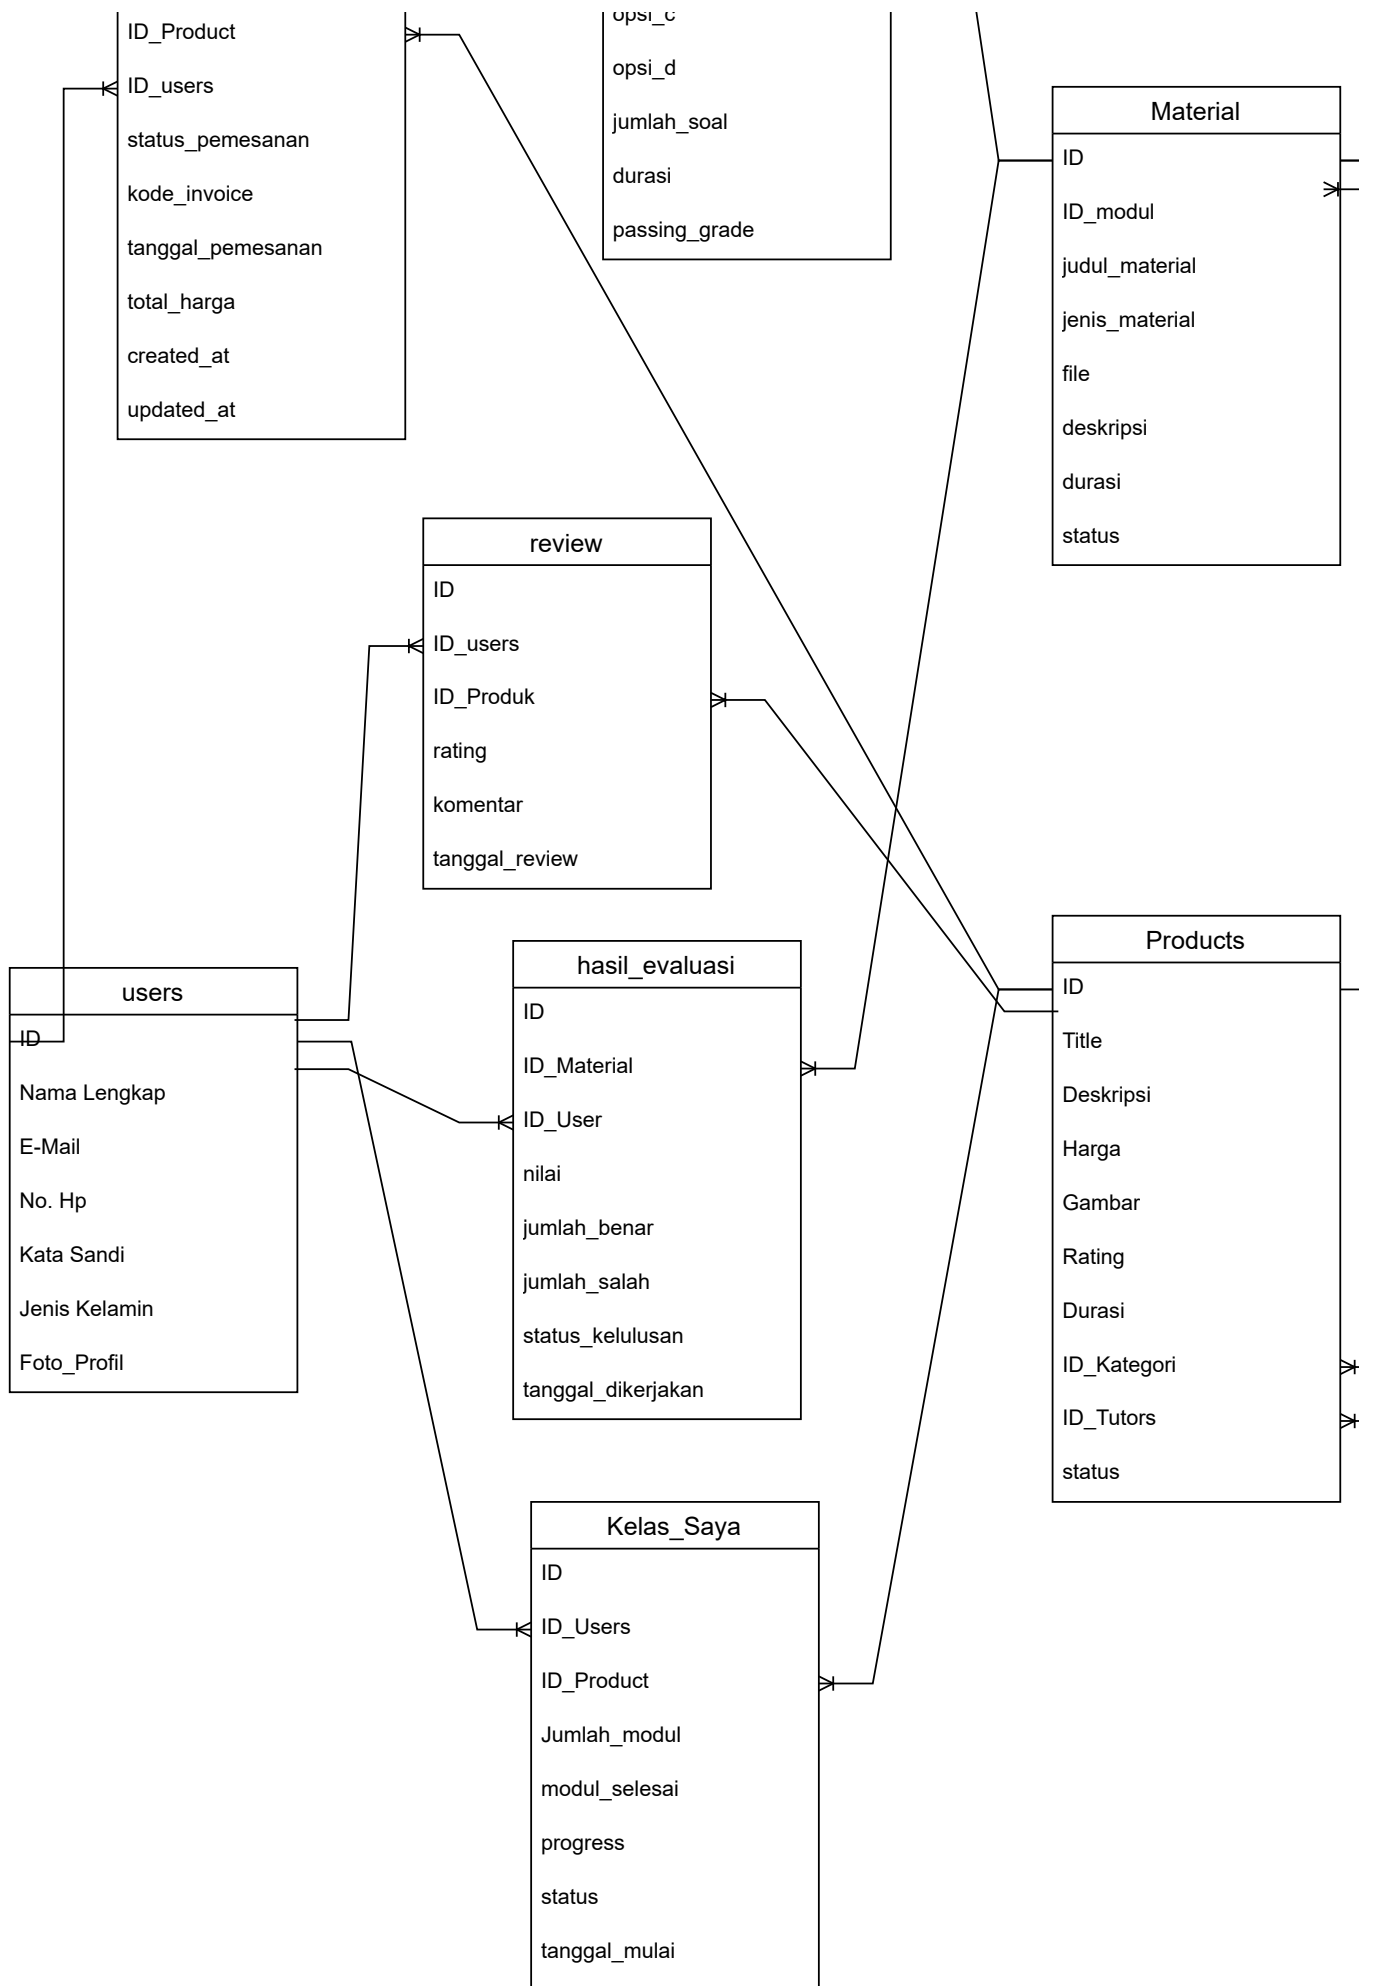 ID_Product
ID_users
status_pemesanan
kode_invoice
tanggal_pemesanan
total_harga
created_at
updated_at
opsi_c
opsi_d
jumlah_soal
durasi
passing_grade
Material
ID
ID_modul
judul_material
jenis_material
file
deskripsi
durasi
status
review
ID
ID_users
ID_Produk
rating
komentar
tanggal_review
users
ID
Nama Lengkap
E-Mail
No. Hp
Kata Sandi
Jenis Kelamin
Foto_Profil
hasil_evaluasi
ID
ID_Material
ID_User
nilai
jumlah_benar
jumlah_salah
status_kelulusan
tanggal_dikerjakan
Products
ID
Title
Deskripsi
Harga
Gambar
Rating
Durasi
ID_Kategori
ID_Tutors
status
Kelas_Saya
ID
ID_Users
ID_Product
Jumlah_modul
modul_selesai
progress
status
tanggal_mulai